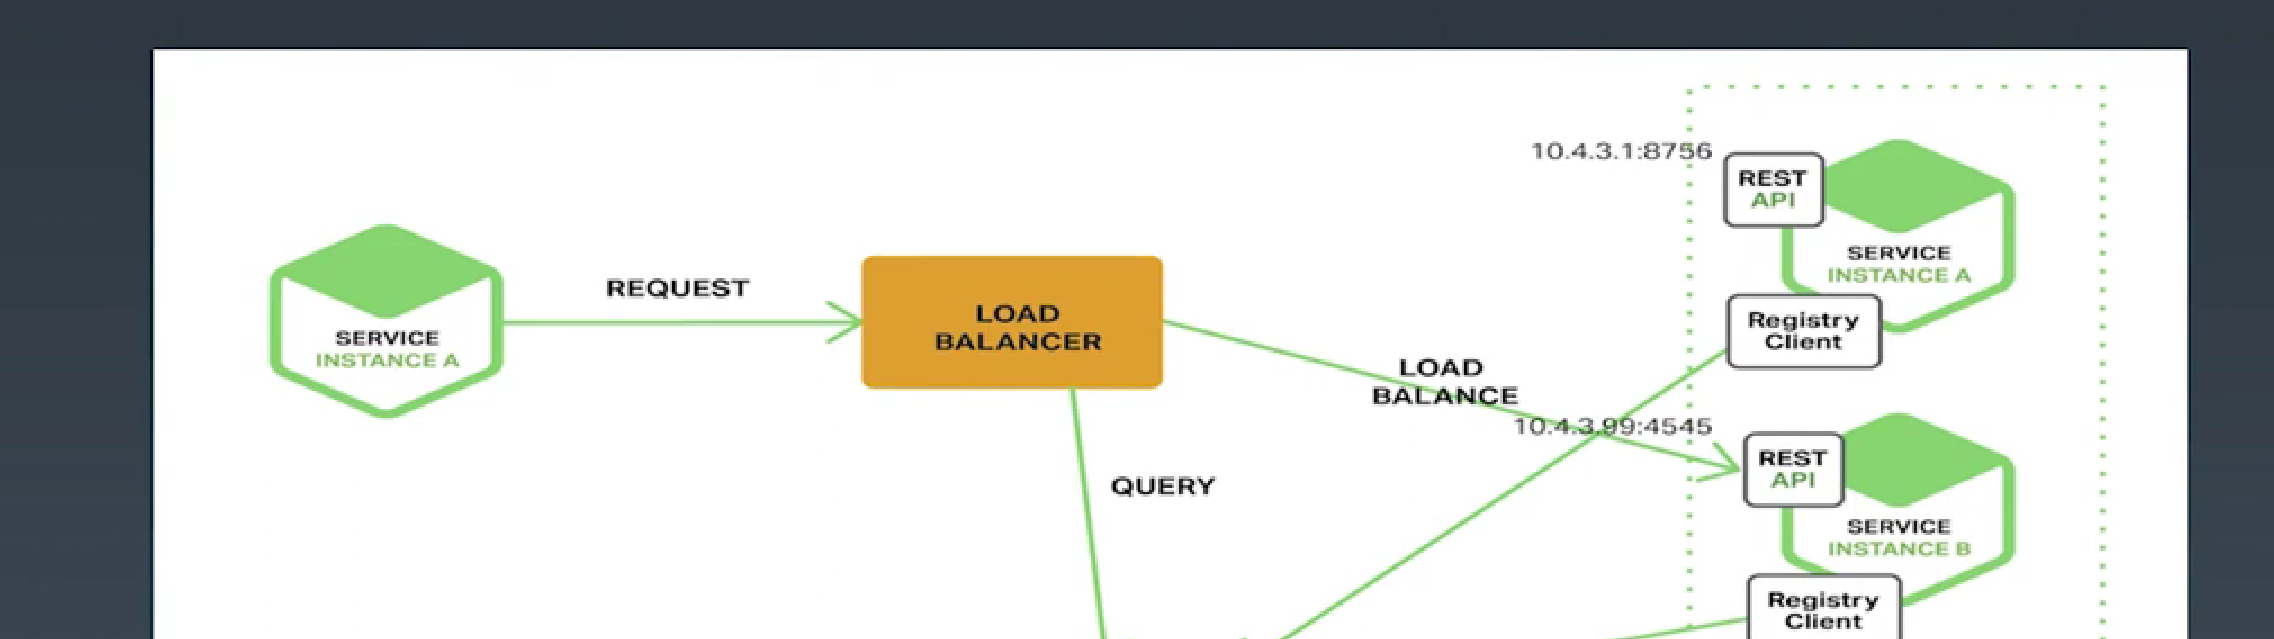 10.4.3.1:8756
REST
API
SERVICE
INSTANCE A
REQUEST
LOAD
BALANCER
SERVICE
INSTANCE A
Registry
Client
LOAD
BALANCE
10.4.3.99:4545
REST
API
QUERY
SERVICE
INSTANCE B
Registry
Client